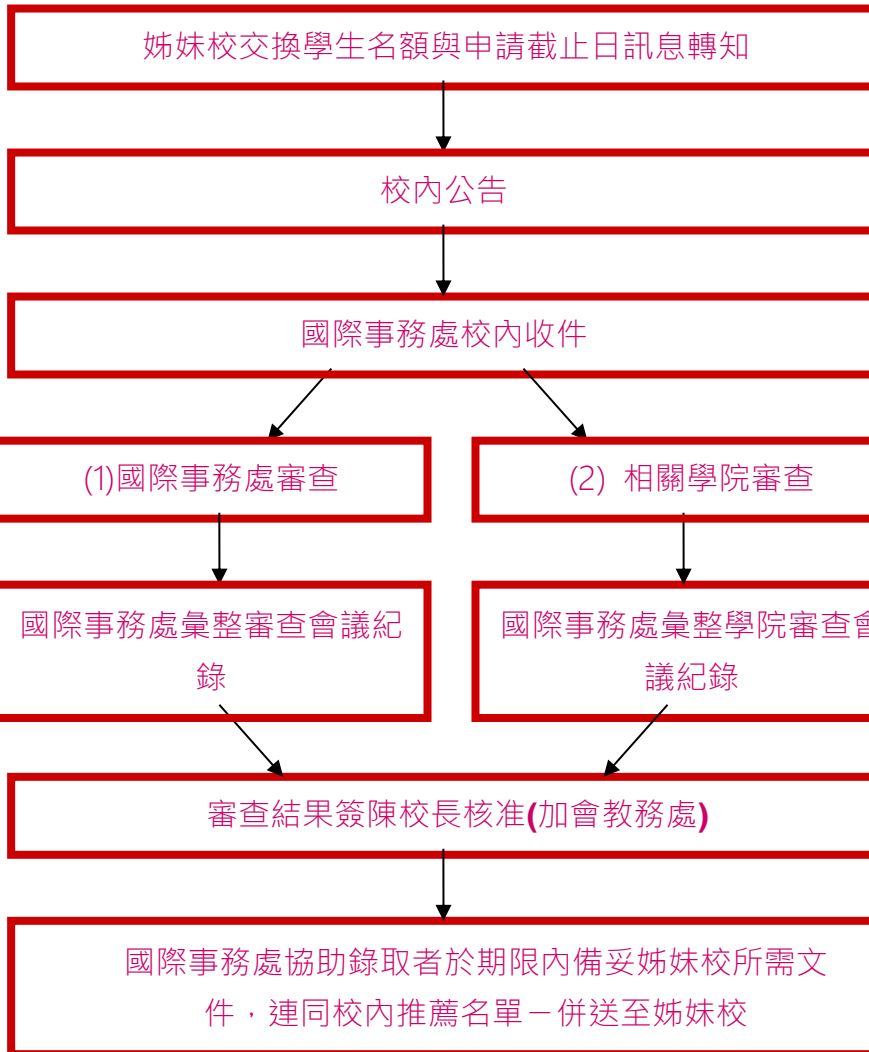 姊妹校交換學生名額與申請截止日訊息轉知
校內公告
國際事務處校內收件
(1)國際事務處審查
(2) 相關學院審查
國際事務處彙整審查會議紀
錄
國際事務處彙整學院審查會
議紀錄
審查結果簽陳校長核准(加會教務處)
國際事務處協助錄取者於期限內備妥姊妹校所需文
件，連同校內推薦名單－併送至姊妹校